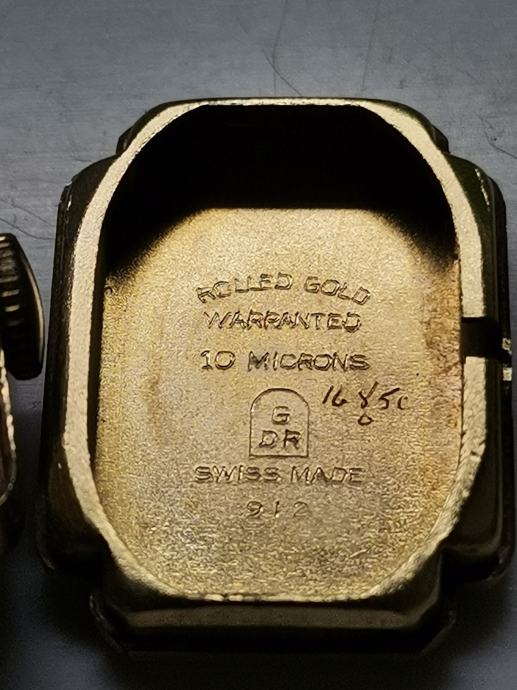 ROLLED GOLD
WARRANTED
10 MICRONS
G
DR
SWISS MADE
912